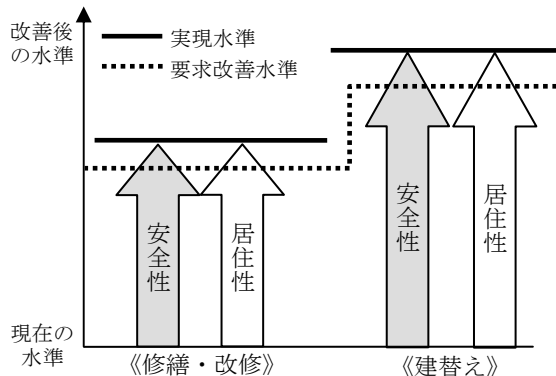 改善後
の水準
実現水準
要求改善水準
安全性
居住性
安全性
居住性
現在の
水準
《修繕・改修》
《建替え》